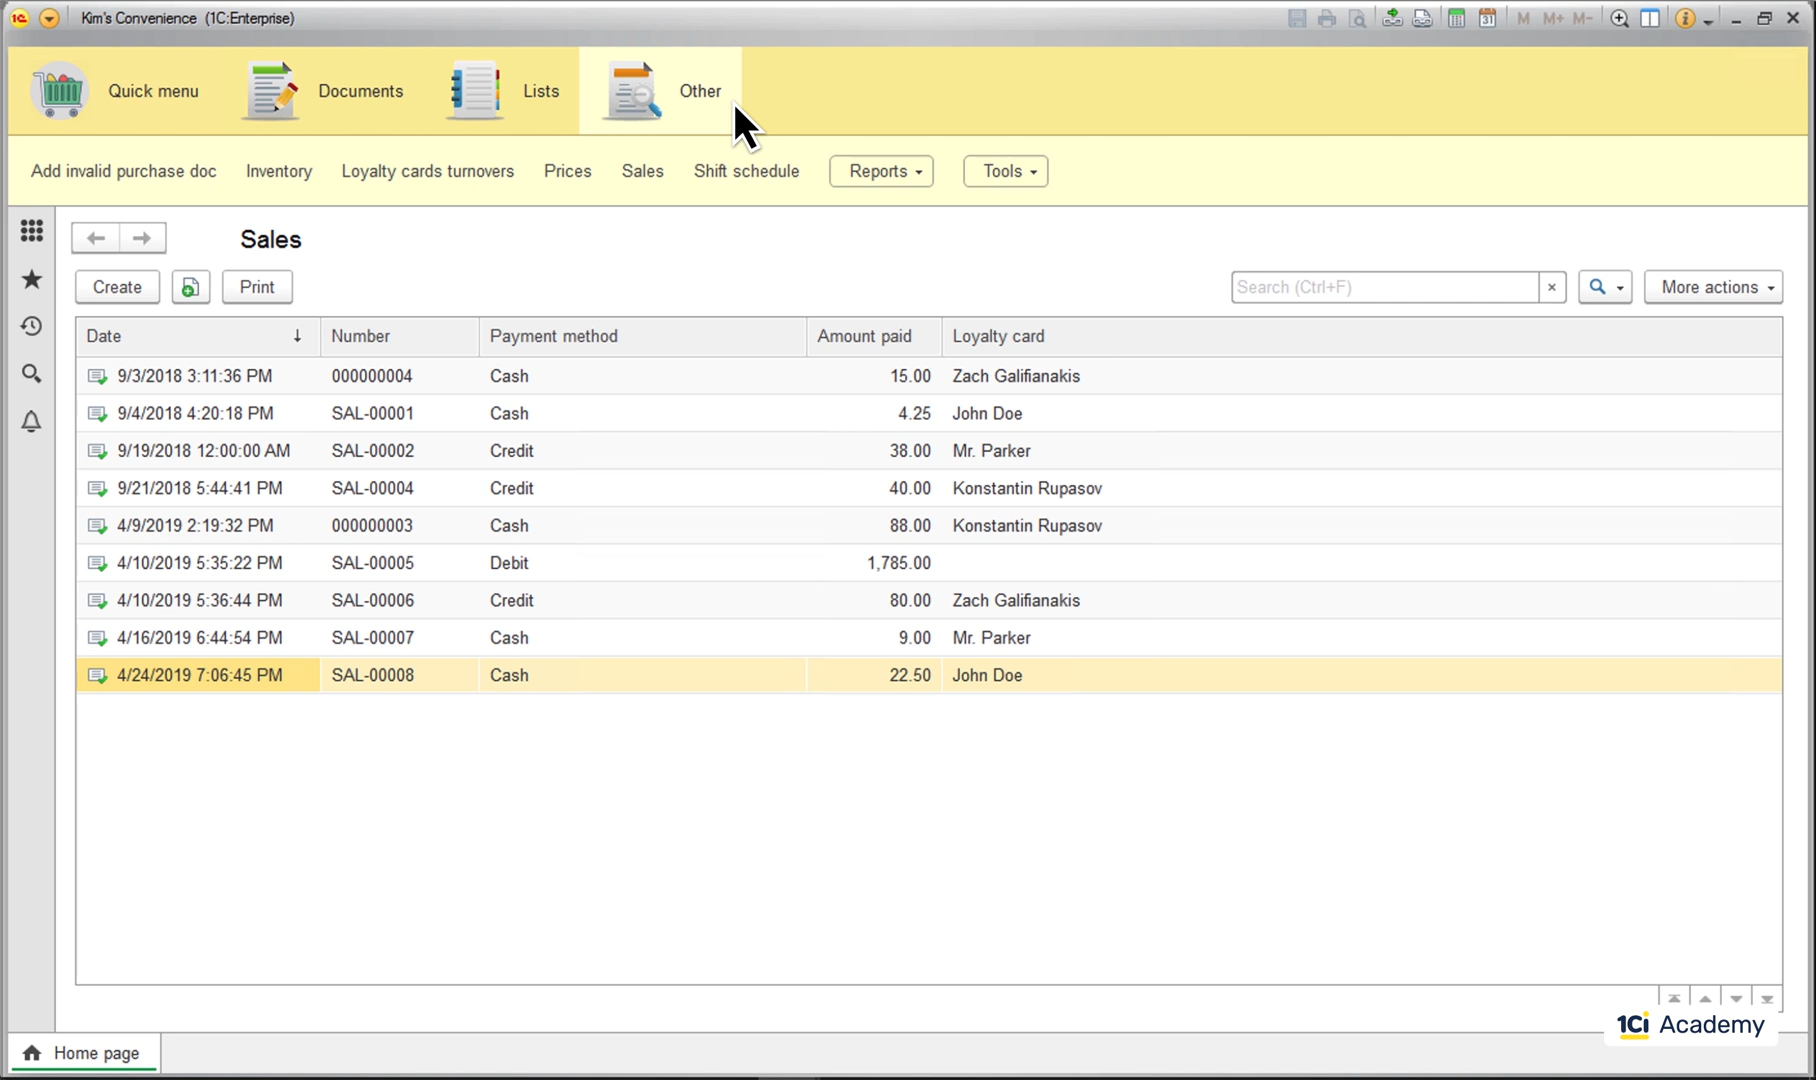 Kim's Convenience (1C:Enterprise)
31 M M+ M-
Quick menu Documents Lists Other
Add invalid purchase doc Inventory Loyalty cards turnovers Prices Sales Shift schedule Reports Tools
Sales
Create Print Search (Ctrl+F) × More actions
Date ↓ Number Payment method Amount paid Loyalty card
9/3/2018 3:11:36 PM 000000004 Cash 15.00 Zach Galifianakis
9/4/2018 4:20:18 PM SAL-00001 Cash 4.25 John Doe
9/19/2018 12:00:00 AM SAL-00002 Credit 38.00 Mr. Parker
9/21/2018 5:44:41 PM SAL-00004 Credit 40.00 Konstantin Rupasov
4/9/2019 2:19:32 PM 000000003 Cash 88.00 Konstantin Rupasov
4/10/2019 5:35:22 PM SAL-00005 Debit 1,785.00
4/10/2019 5:36:44 PM SAL-00006 Credit 80.00 Zach Galifianakis
4/16/2019 6:44:54 PM SAL-00007 Cash 9.00 Mr. Parker
4/24/2019 7:06:45 PM SAL-00008 Cash 22.50 John Doe
1Ci Academy
Home page